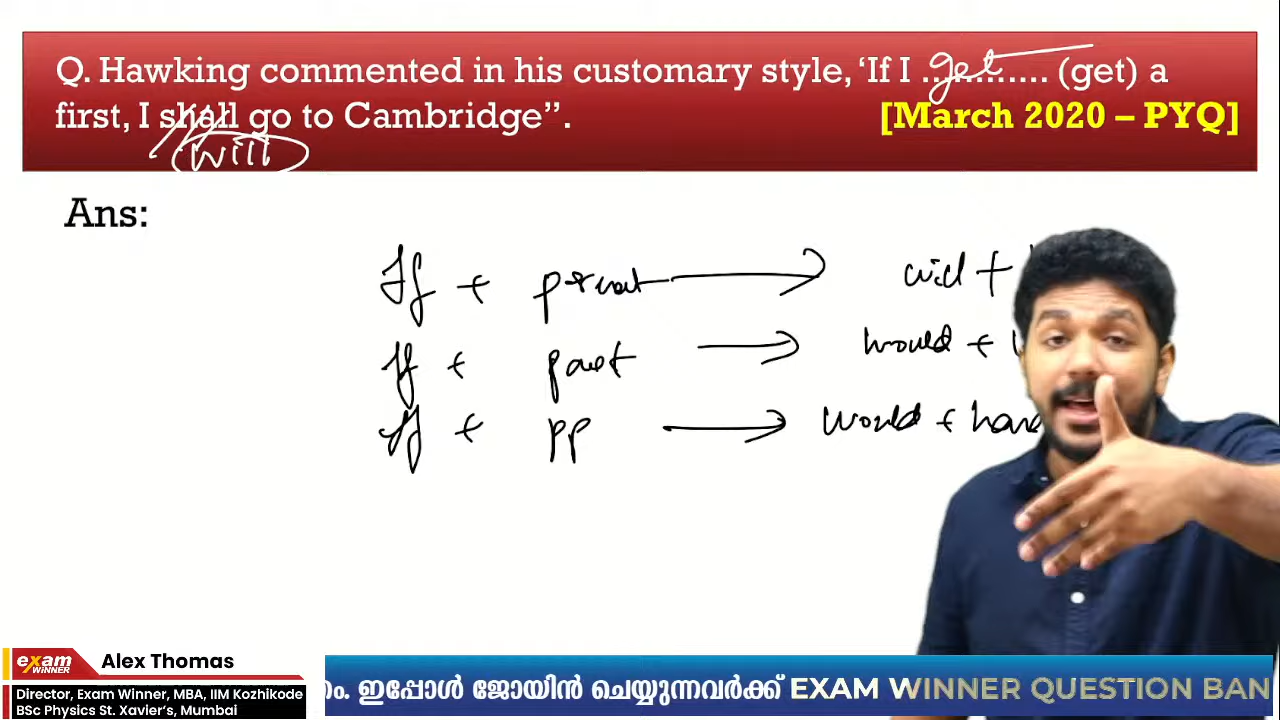 Q. Hawking commented in his customary style, ‘If I ............ (get) a
get
first, I shall go to Cambridge”.
[March 2020 – PYQ]
will
Ans:
If + present will +
If + past would +
If + pp would + have
exam
WINNER
Alex Thomas
Director, Exam Winner, MBA, IIM Kozhikode
BSc Physics St. Xavier’s, Mumbai
ം. ഇപ്പോൾ ജോയിൻ ചെയ്യുന്നവർക്ക് EXAM WINNER QUESTION BAN